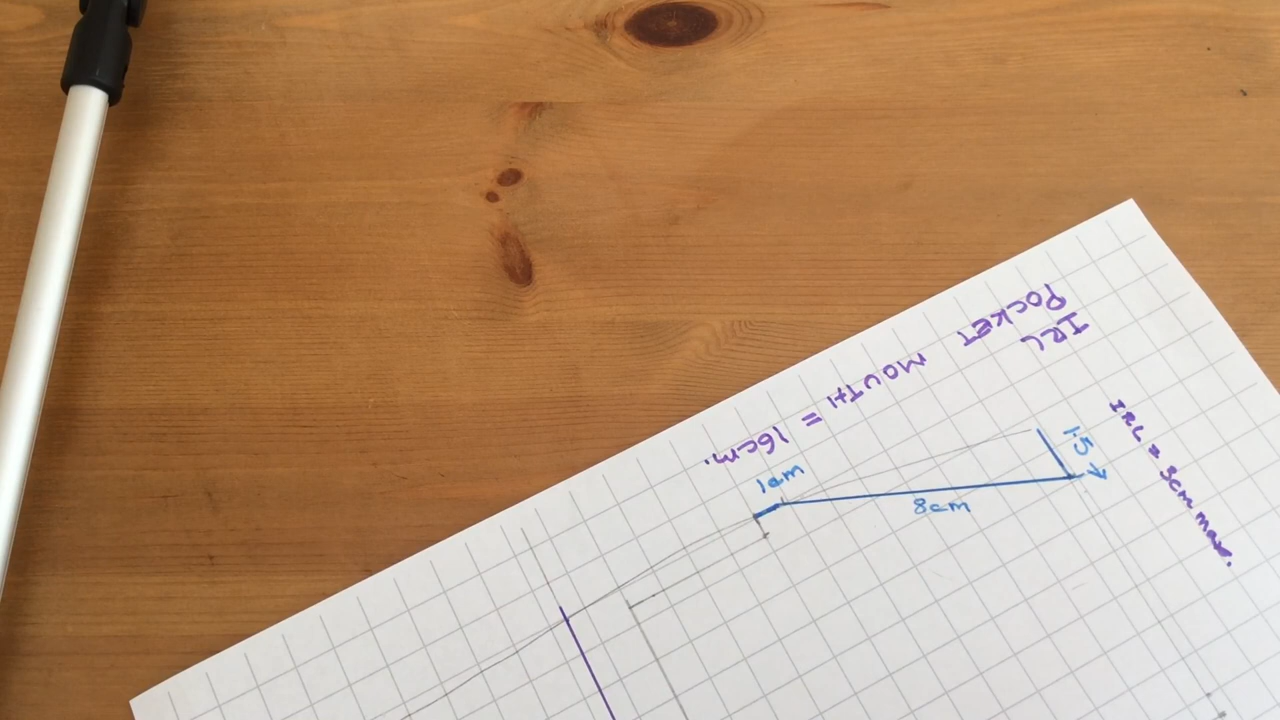 IRL
POCKET MOUTH = 16cm.
IRL = 3cm max.
1.5
1cm
8cm